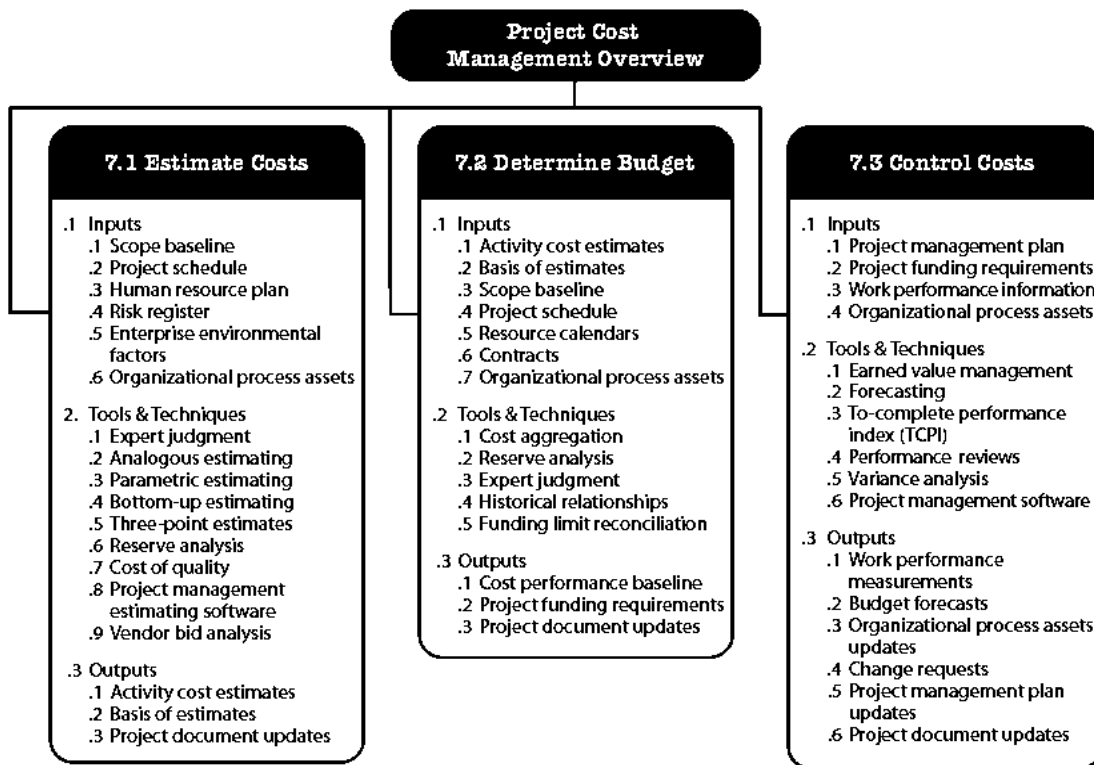 Project Cost
Management Overview
7.1 Estimate Costs
.1 Inputs
.1 Scope baseline
.2 Project schedule
.3 Human resource plan
.4 Risk register
.5 Enterprise environmental
factors
.6 Organizational process assets
2. Tools & Techniques
.1 Expert judgment
.2 Analogous estimating
.3 Parametric estimating
.4 Bottom-up estimating
.5 Three-point estimates
.6 Reserve analysis
.7 Cost of quality
.8 Project management
estimating software
.9 Vendor bid analysis
.3 Outputs
.1 Activity cost estimates
.2 Basis of estimates
.3 Project document updates
7.2 Determine Budget
.1 Inputs
.1 Activity cost estimates
.2 Basis of estimates
.3 Scope baseline
.4 Project schedule
.5 Resource calendars
.6 Contracts
.7 Organizational process assets
.2 Tools & Techniques
.1 Cost aggregation
.2 Reserve analysis
.3 Expert judgment
.4 Historical relationships
.5 Funding limit reconciliation
.3 Outputs
.1 Cost performance baseline
.2 Project funding requirements
.3 Project document updates
7.3 Control Costs
.1 Inputs
.1 Project management plan
.2 Project funding requirements
.3 Work performance information
.4 Organizational process assets
.2 Tools & Techniques
.1 Earned value management
.2 Forecasting
.3 To-complete performance
index (TCPI)
.4 Performance reviews
.5 Variance analysis
.6 Project management software
.3 Outputs
.1 Work performance
measurements
.2 Budget forecasts
.3 Organizational process assets
updates
.4 Change requests
.5 Project management plan
updates
.6 Project document updates